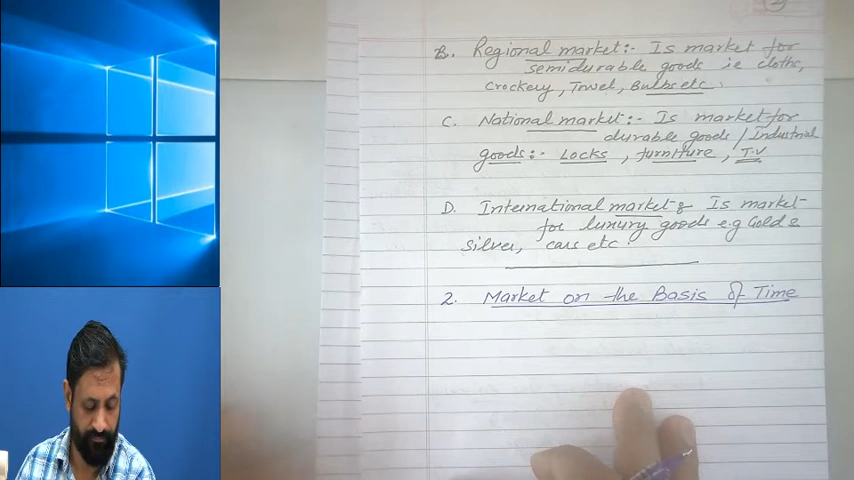 B. Regional market:- Is market for
semidurable goods i.e cloths,
crockery, Towel, Bulbs etc.
C. National market:- Is market for
durable goods / Industrial
goods:- Locks, furniture, T.V
D. International market:- Is market
for luxury goods e.g Gold &
silver, cars etc.
2. Market on the Basis of Time